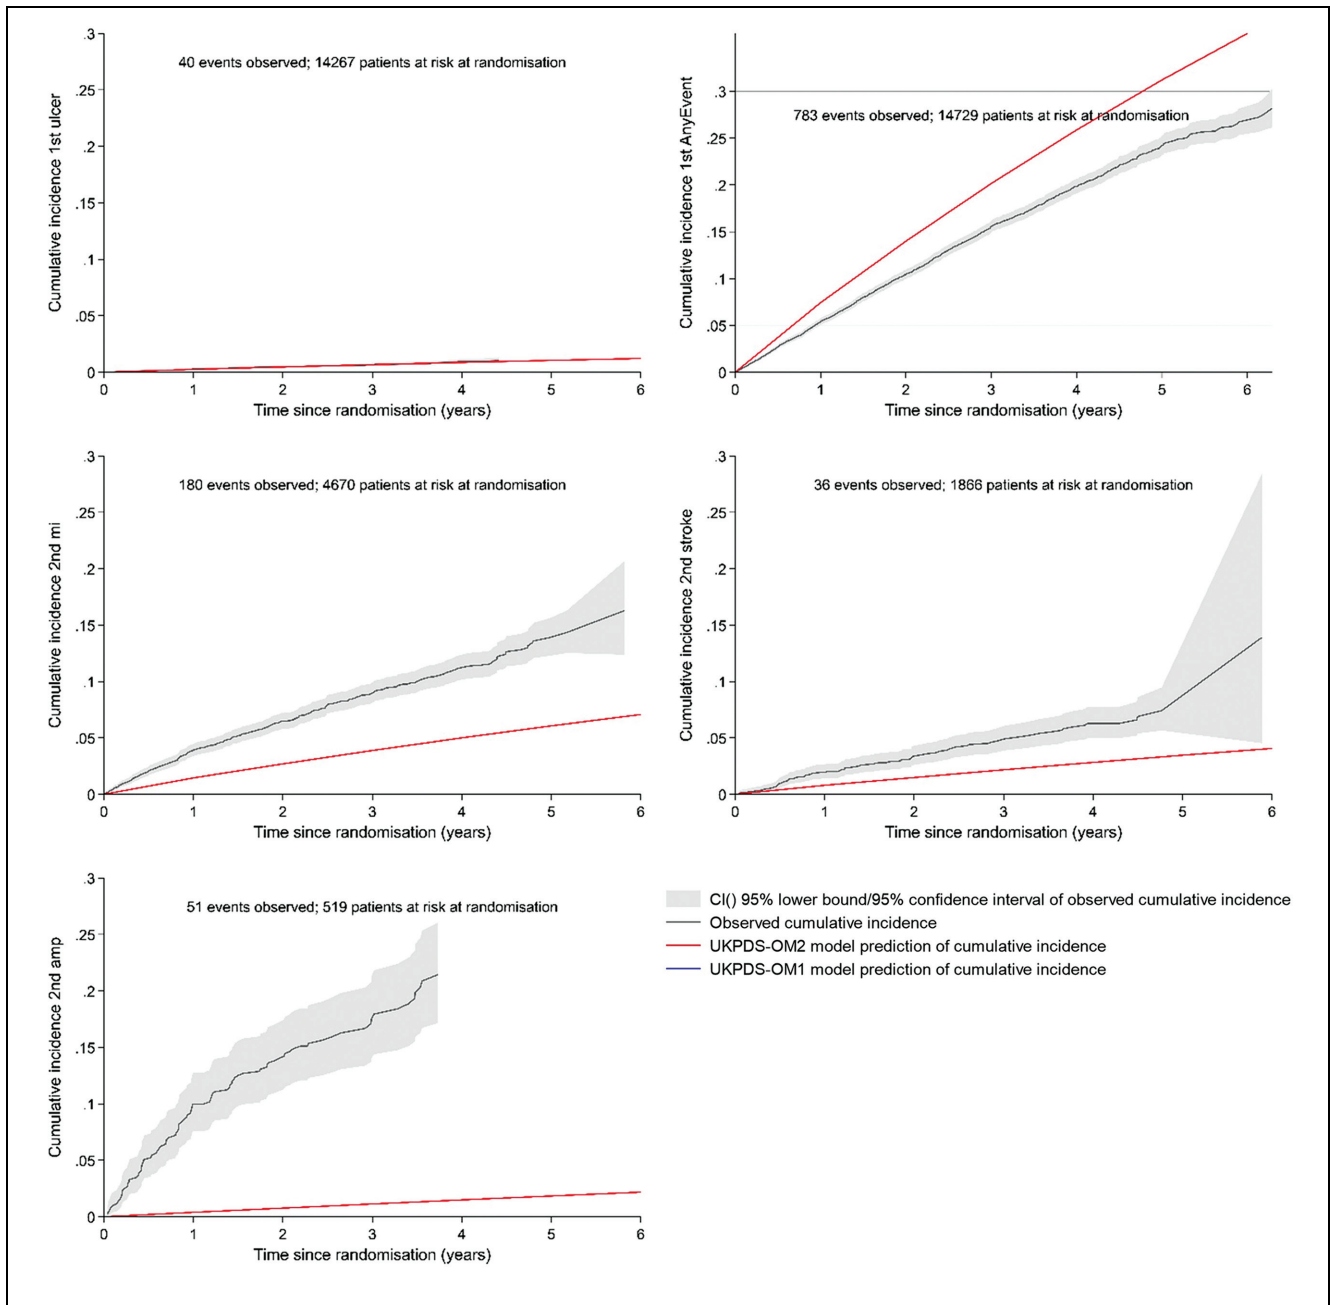 40 events observed; 14267 patients at risk at randomisation
Cumulative incidence 1st ulcer
.3
.25
.2
.15
.1
.05
0
0 1 2 3 4 5 6
Time since randomisation (years)
783 events observed; 14729 patients at risk at randomisation
Cumulative incidence 1st AnyEvent
.3
.25
.2
.15
.1
.05
0
0 1 2 3 4 5 6
Time since randomisation (years)
180 events observed; 4670 patients at risk at randomisation
Cumulative incidence 2nd mi
.3
.25
.2
.15
.1
.05
0
0 1 2 3 4 5 6
Time since randomisation (years)
36 events observed; 1866 patients at risk at randomisation
Cumulative incidence 2nd stroke
.3
.25
.2
.15
.1
.05
0
0 1 2 3 4 5 6
Time since randomisation (years)
51 events observed; 519 patients at risk at randomisation
Cumulative incidence 2nd amp
.3
.25
.2
.15
.1
.05
0
0 1 2 3 4 5 6
Time since randomisation (years)
CI() 95% lower bound/95% confidence interval of observed cumulative incidence
Observed cumulative incidence
UKPDS-OM2 model prediction of cumulative incidence
UKPDS-OM1 model prediction of cumulative incidence